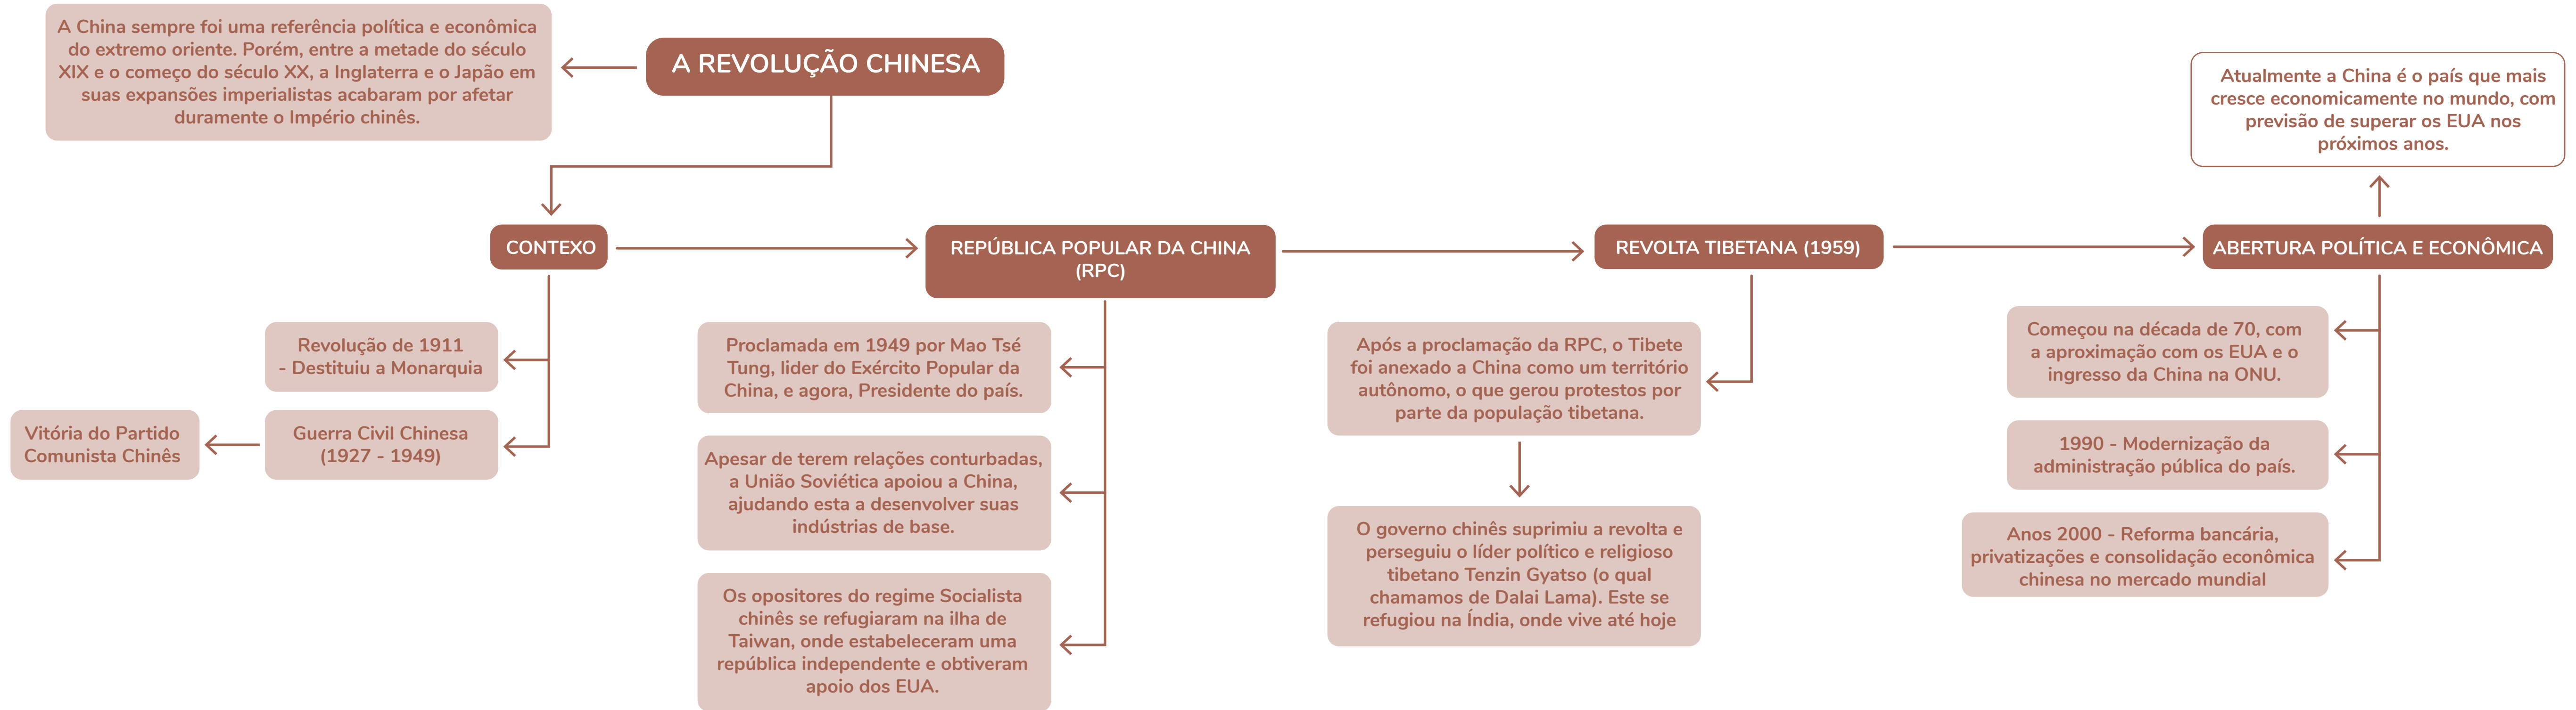 A China sempre foi uma referência política e econômica
do extremo oriente. Porém, entre a metade do século
XIX e o começo do século XX, a Inglaterra e o Japão em
suas expansões imperialistas acabaram por afetar
duramente o Império chinês.
A REVOLUÇÃO CHINESA
CONTEXO
Revolução de 1911
- Destituiu a Monarquia
Guerra Civil Chinesa
(1927 - 1949)
Vitória do Partido
Comunista Chinês
REPÚBLICA POPULAR DA CHINA
(RPC)
Proclamada em 1949 por Mao Tsé
Tung, lider do Exército Popular da
China, e agora, Presidente do país.
Apesar de terem relações conturbadas,
a União Soviética apoiou a China,
ajudando esta a desenvolver suas
indústrias de base.
Os opositores do regime Socialista
chinês se refugiaram na ilha de
Taiwan, onde estabeleceram uma
república independente e obtiveram
apoio dos EUA.
REVOLTA TIBETANA (1959)
Após a proclamação da RPC, o Tibete
foi anexado a China como um território
autônomo, o que gerou protestos por
parte da população tibetana.
O governo chinês suprimiu a revolta e
perseguiu o líder político e religioso
tibetano Tenzin Gyatso (o qual
chamamos de Dalai Lama). Este se
refugiou na Índia, onde vive até hoje
Atualmente a China é o país que mais
cresce economicamente no mundo, com
previsão de superar os EUA nos
próximos anos.
ABERTURA POLÍTICA E ECONÔMICA
Começou na década de 70, com
a aproximação com os EUA e o
ingresso da China na ONU.
1990 - Modernização da
administração pública do país.
Anos 2000 - Reforma bancária,
privatizações e consolidação econômica
chinesa no mercado mundial